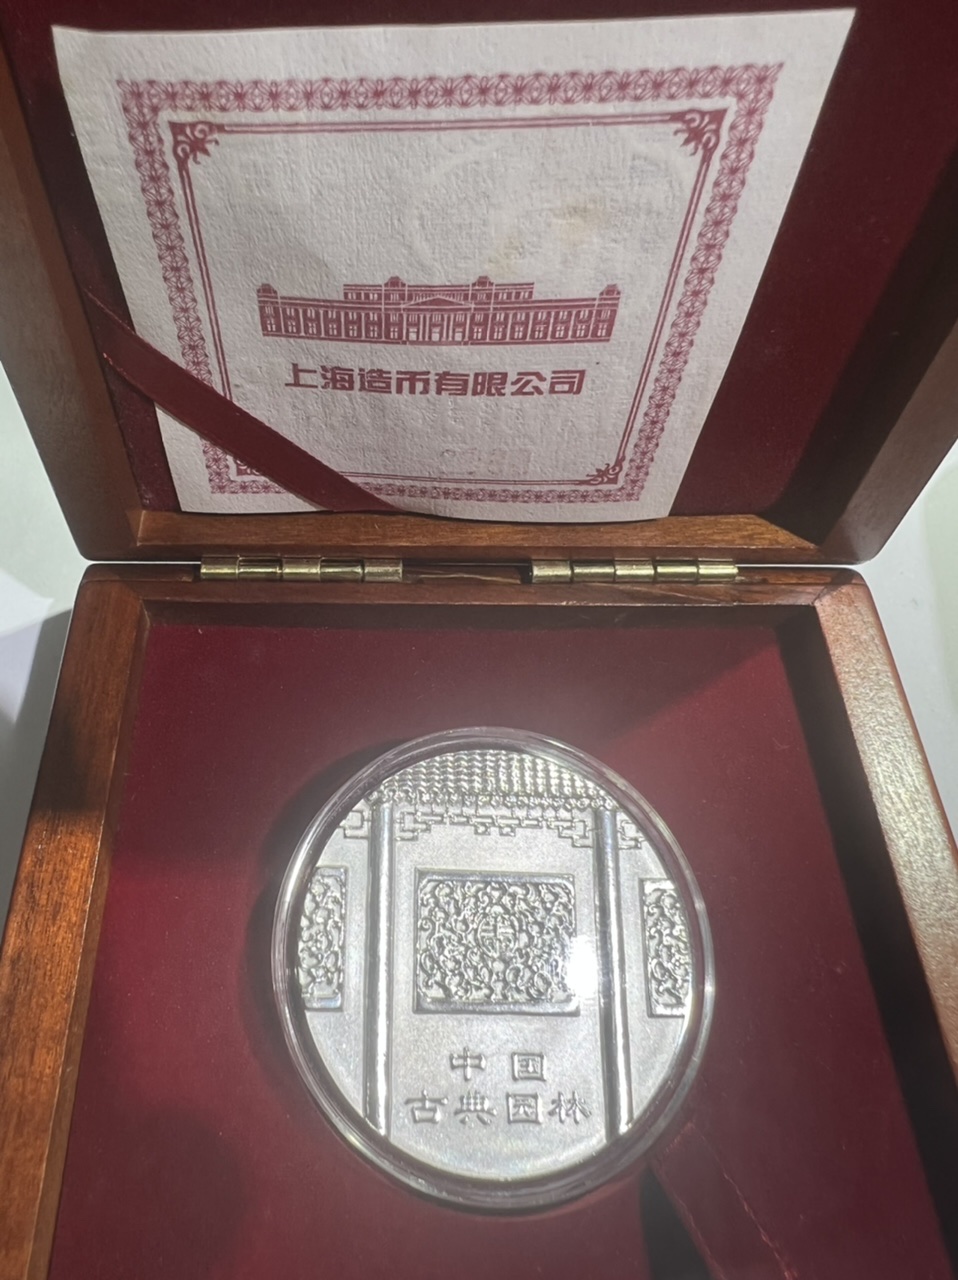 上海造币有限公司
中国
古典园林